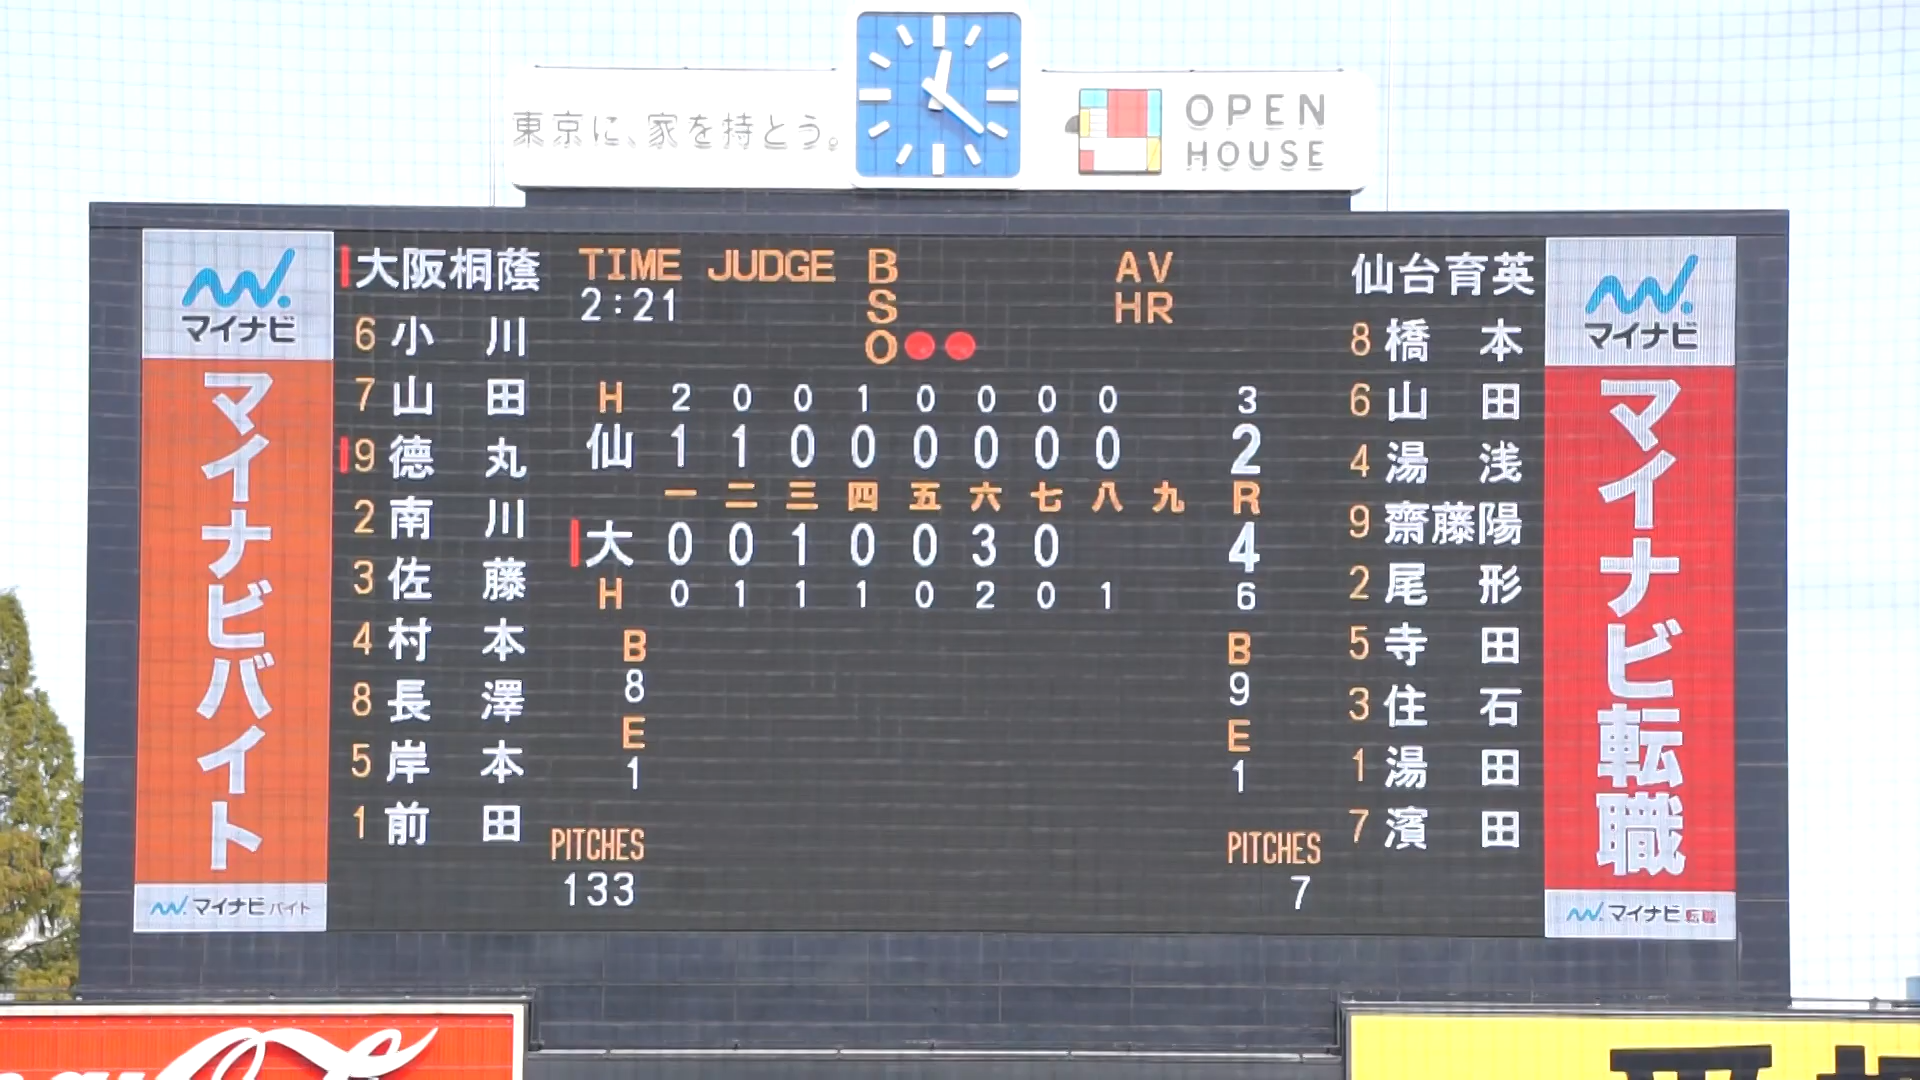 東京に、家を持とう。
OPEN
HOUSE
マイナビ
マイナビバイト
マイナビ バイト
大阪桐蔭
6 小川
7 山田
9 徳丸
2 南川
3 佐藤
4 村本
8 長澤
5 岸本
1 前田
TIME JUDGE B AV
2:21 S HR
O
H 2 0 0 1 0 0 0 0 3
仙 1 1 0 0 0 0 0 0 2
一 二 三 四 五 六 七 八 九 R
大 0 0 1 0 0 3 0 4
H 0 1 1 1 0 2 0 1 6
B B
8 9
E E
1 1
PITCHES PITCHES
133 7
仙台育英
8 橋本
6 山田
4 湯浅
9 齋藤陽
2 尾形
5 寺田
3 住石
1 湯田
7 濱田
マイナビ
マイナビ転職
マイナビ 転職